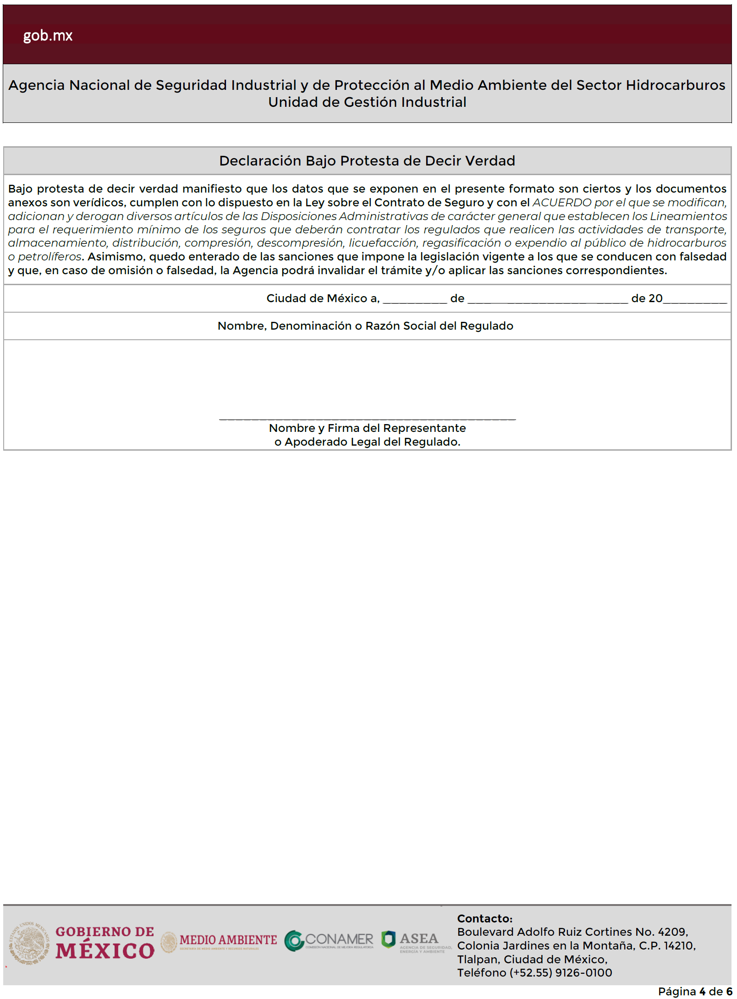 gob.mx
Agencia Nacional de Seguridad Industrial y de Protección al Medio Ambiente del Sector Hidrocarburos
Unidad de Gestión Industrial
Declaración Bajo Protesta de Decir Verdad
Bajo protesta de decir verdad manifiesto que los datos que se exponen en el presente formato son ciertos y los documentos
anexos son verídicos, cumplen con lo dispuesto en la Ley sobre el Contrato de Seguro y con el ACUERDO por el que se modifican,
adicionan y derogan diversos artículos de las Disposiciones Administrativas de carácter general que establecen los Lineamientos
para el requerimiento mínimo de los seguros que deberán contratar los regulados que realicen las actividades de transporte,
almacenamiento, distribución, compresión, descompresión, licuefacción, regasificación o expendio al público de hidrocarburos
o petrolíferos. Asimismo, quedo enterado de las sanciones que impone la legislación vigente a los que se conducen con falsedad
y que, en caso de omisión o falsedad, la Agencia podrá invalidar el trámite y/o aplicar las sanciones correspondientes.
Ciudad de México a, ________ de ____________________ de 20________
Nombre, Denominación o Razón Social del Regulado
_____________________________________
Nombre y Firma del Representante
o Apoderado Legal del Regulado.
ESTADOS UNIDOS MEXICANOS
GOBIERNO DE
MÉXICO
MEDIO AMBIENTE
SECRETARÍA DE MEDIO AMBIENTE Y RECURSOS NATURALES
CONAMER
COMISIÓN NACIONAL DE MEJORA REGULATORIA
ASEA
AGENCIA DE SEGURIDAD,
ENERGÍA Y AMBIENTE
Contacto:
Boulevard Adolfo Ruiz Cortines No. 4209,
Colonia Jardines en la Montaña, C.P. 14210,
Tlalpan, Ciudad de México,
Teléfono (+52.55) 9126-0100
Página 4 de 6